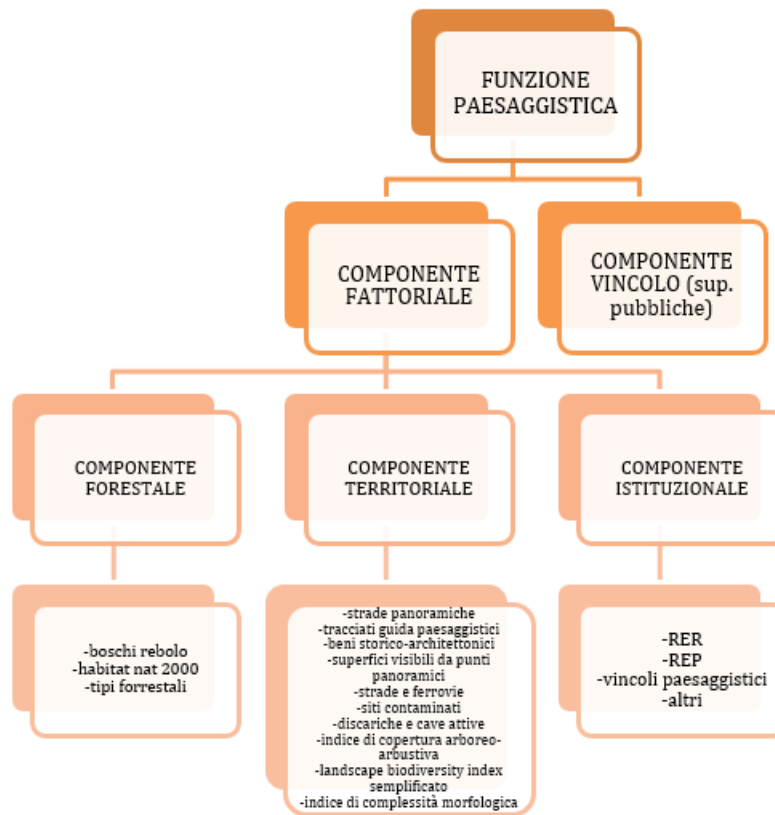 FUNZIONE
PAESAGGISTICA
COMPONENTE
FATTORIALE
COMPONENTE
VINCOLO (sup.
pubbliche)
COMPONENTE
FORESTALE
COMPONENTE
TERRITORIALE
COMPONENTE
ISTITUZIONALE
-boschi rebolo
-habitat nat 2000
-tipi forrestali
-strade panoramiche
-tracciati guida paesaggistici
-beni storico-architettonici
-superfici visibili da punti
panoramici
-strade e ferrovie
-siti contaminati
-discariche e cave attive
-indice di copertura arboreo-
arbustiva
-landscape biodiversity index
semplificato
-indice di complessità morfologica
-RER
-REP
-vincoli paesaggistici
-altri